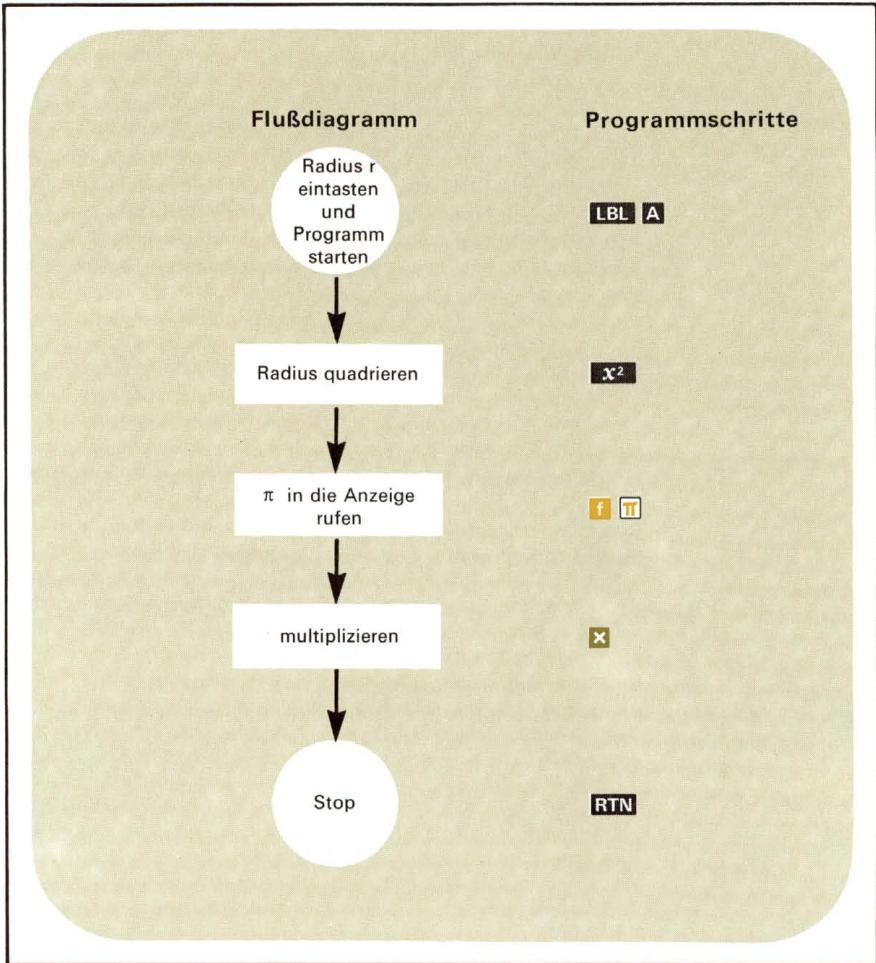 Flußdiagramm Programmschritte
Radius r
eintasten
und
Programm
starten
LBL A
Radius quadrieren
x²
π in die Anzeige
rufen
f π
multiplizieren
×
Stop
RTN